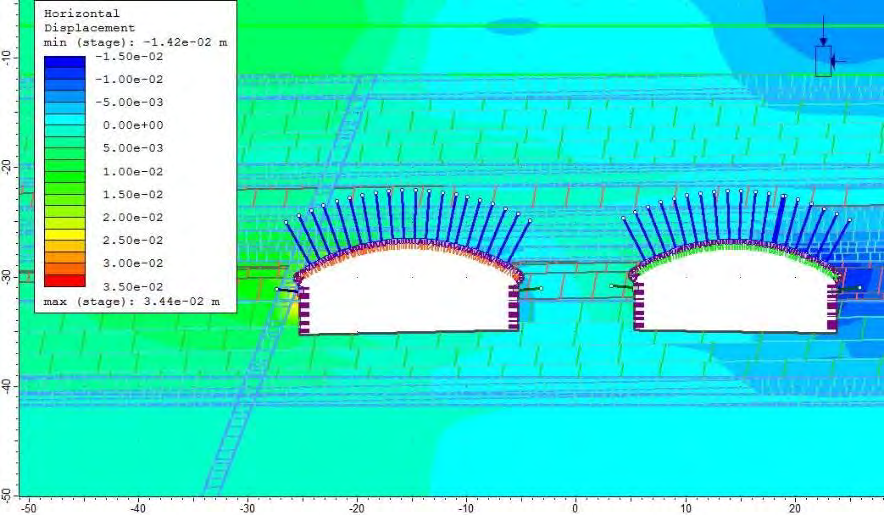 Horizontal
Displacement
min (stage): -1.42e-02 m
-1.50e-02
-1.00e-02
-5.00e-03
0.00e+00
5.00e-03
1.00e-02
1.50e-02
2.00e-02
2.50e-02
3.00e-02
3.50e-02
max (stage): 3.44e-02 m
-10
-20
-30
-40
-50
-50
-40
-30
-20
-10
0
10
20